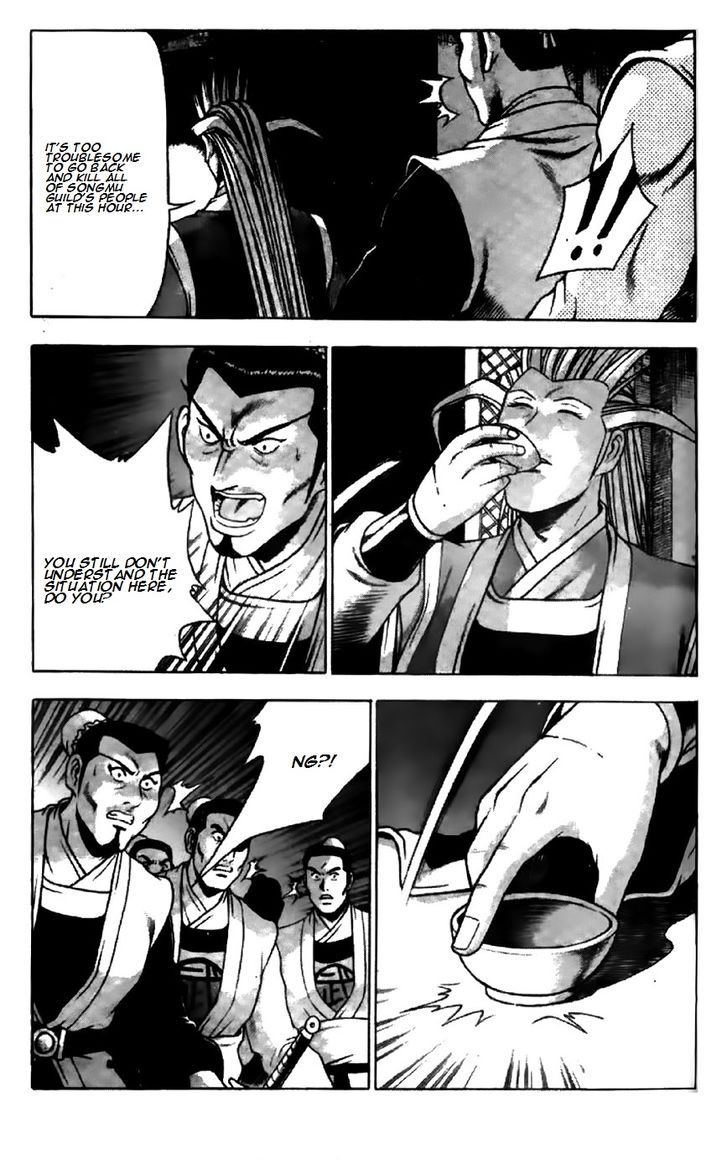 IT'S TOO
TROUBLESOME
TO GO BACK
AND KILL ALL
OF SONGMU
GUILD'S PEOPLE
AT THIS HOUR...
!!
YOU STILL DON'T
UNDERSTAND THE
SITUATION HERE,
DO YOU?
NG?!